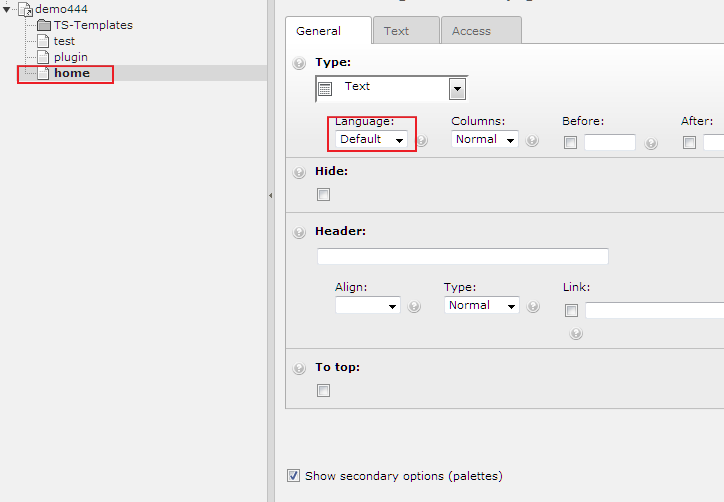 demo444
TS-Templates
test
plugin
home
General Text Access
Type:
Text
Language: Columns: Before: After:
Default Normal
Hide:
Header:
Align: Type: Link:
Normal
To top:
Show secondary options (palettes)